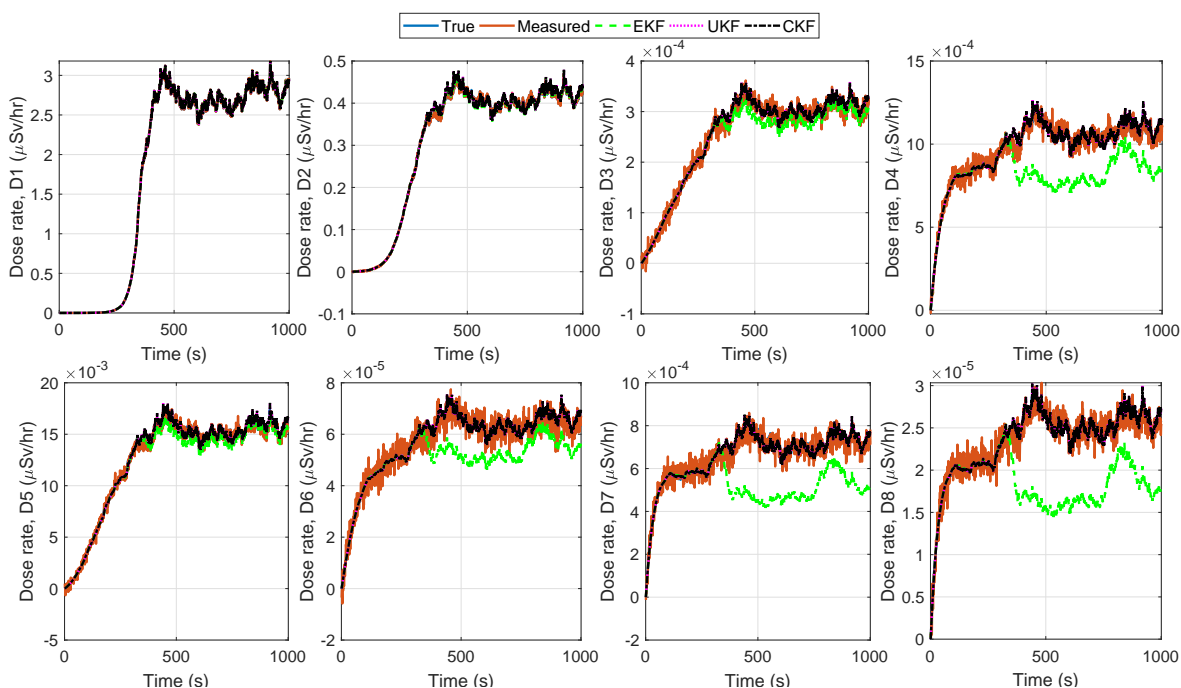 True Measured EKF UKF CKF
3
2.5
2
1.5
1
0.5
0
0 500 1000
Time (s)
Dose rate, D1 (μSv/hr)
0.5
0.4
0.3
0.2
0.1
0
-0.1
0 500 1000
Time (s)
Dose rate, D2 (μSv/hr)
×10⁻⁴
4
3
2
1
0
-1
0 500 1000
Time (s)
Dose rate, D3 (μSv/hr)
×10⁻⁴
15
10
5
0
0 500 1000
Time (s)
Dose rate, D4 (μSv/hr)
×10⁻³
20
15
10
5
0
-5
0 500 1000
Time (s)
Dose rate, D5 (μSv/hr)
×10⁻⁵
8
6
4
2
0
-2
0 500 1000
Time (s)
Dose rate, D6 (μSv/hr)
×10⁻⁴
10
8
6
4
2
0
-2
0 500 1000
Time (s)
Dose rate, D7 (μSv/hr)
×10⁻⁵
3
2.5
2
1.5
1
0.5
0
0 500 1000
Time (s)
Dose rate, D8 (μSv/hr)